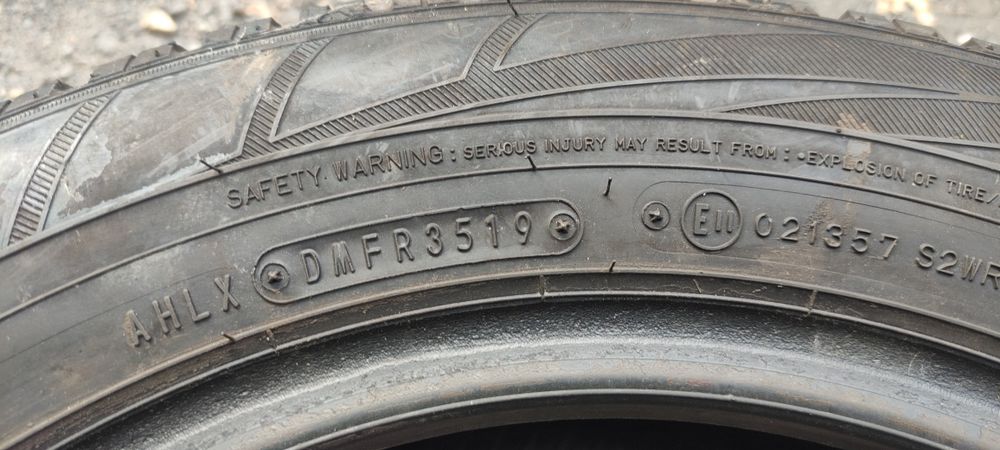 SAFETY WARNING : SERIOUS INJURY MAY RESULT FROM : •EXPLOSION OF TIRE/
AHLX DMFR3519 E11 021357 S2WR